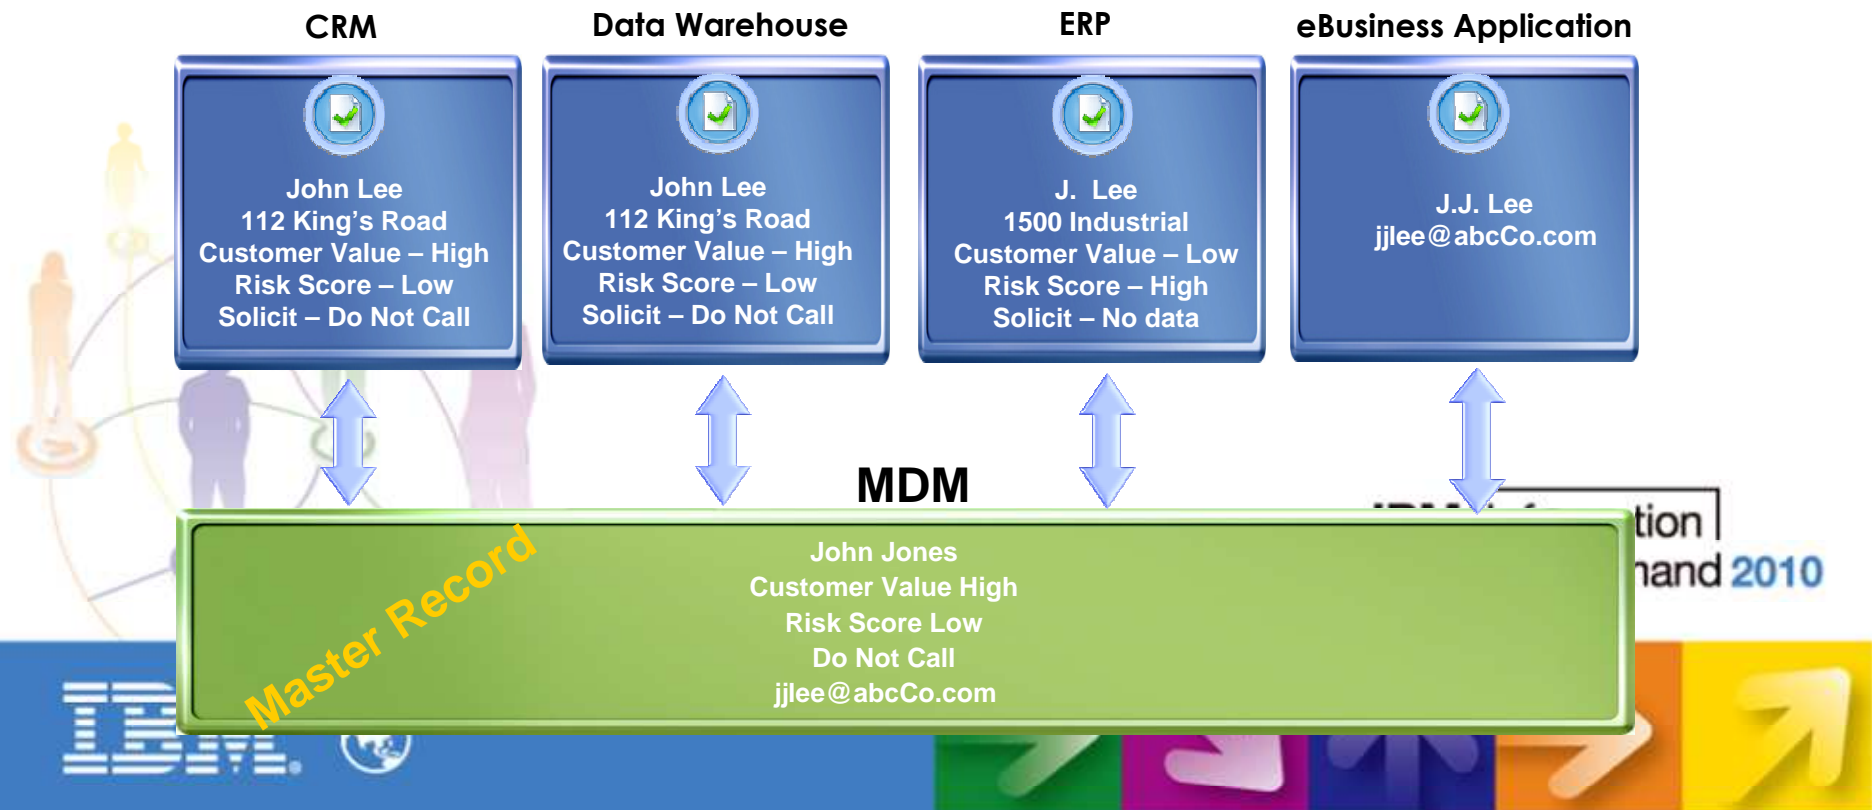 CRM
John Lee
112 King's Road
Customer Value – High
Risk Score – Low
Solicit – Do Not Call
Data Warehouse
John Lee
112 King's Road
Customer Value – High
Risk Score – Low
Solicit – Do Not Call
ERP
J. Lee
1500 Industrial
Customer Value – Low
Risk Score – High
Solicit – No data
eBusiness Application
J.J. Lee
jjlee@abcCo.com
MDM
Master Record
John Jones
Customer Value High
Risk Score Low
Do Not Call
jjlee@abcCo.com
tion
mand 2010
IBM.